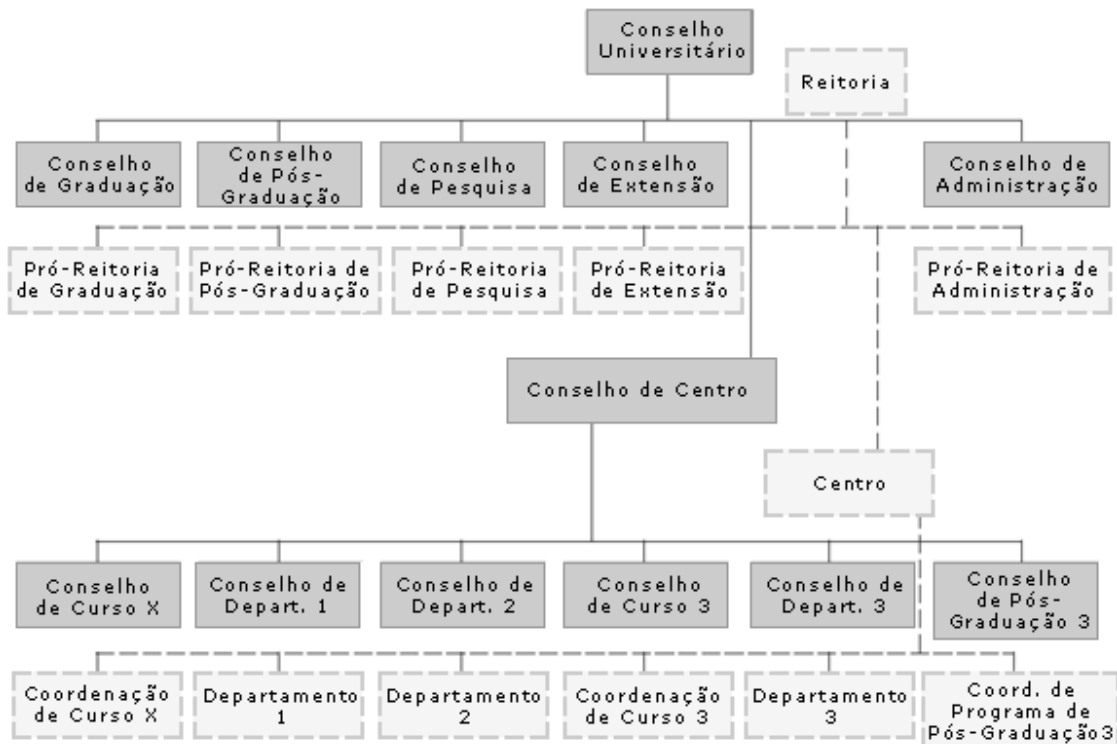 Conselho
Universitário
Reitoria
Conselho
de Graduação
Conselho
de Pós-
Graduação
Conselho
de Pesquisa
Conselho
de Extensão
Conselho de
Administração
Pró-Reitoria
de Graduação
Pró-Reitoria de
Pós-Graduação
Pró-Reitoria
de Pesquisa
Pró-Reitoria
de Extensão
Pró-Reitoria de
Administração
Conselho de Centro
Centro
Conselho
de Curso X
Conselho de
Depart. 1
Conselho de
Depart. 2
Conselho
de Curso 3
Conselho de
Depart. 3
Conselho
de Pós-
Graduação 3
Coordenação
de Curso X
Departamento
1
Departamento
2
Coordenação
de Curso 3
Departamento
3
Coord. de
Programa de
Pós-Graduação3